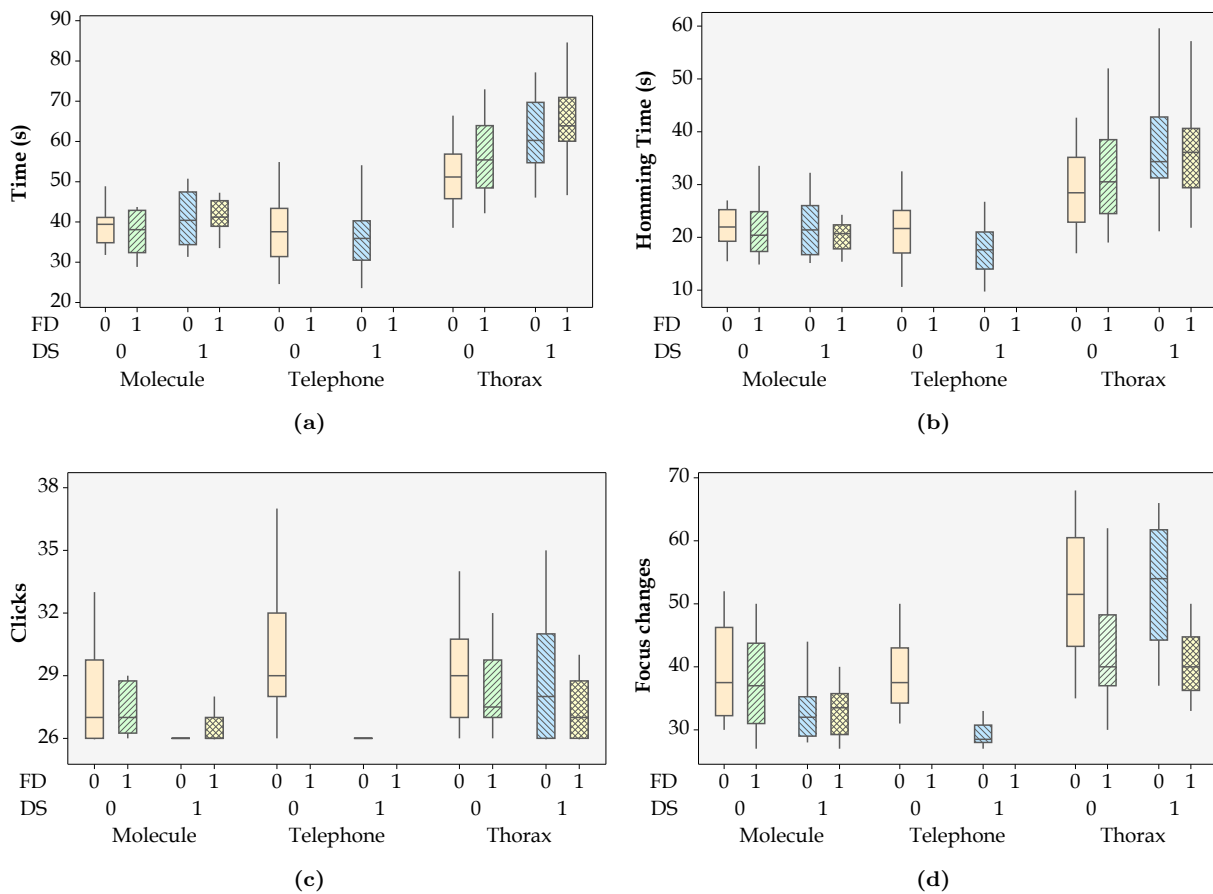 90
80
70
60
50
40
30
20
Time (s)
FD 0 1 0 1 0 1 0 1 0 1 0 1
DS 0 1 0 1 0 1
Molecule Telephone Thorax
(a)
60
50
40
30
20
10
Homming Time (s)
FD 0 1 0 1 0 1 0 1 0 1 0 1
DS 0 1 0 1 0 1
Molecule Telephone Thorax
(b)
38
35
32
29
26
Clicks
FD 0 1 0 1 0 1 0 1 0 1 0 1
DS 0 1 0 1 0 1
Molecule Telephone Thorax
(c)
70
60
50
40
30
Focus changes
FD 0 1 0 1 0 1 0 1 0 1 0 1
DS 0 1 0 1 0 1
Molecule Telephone Thorax
(d)